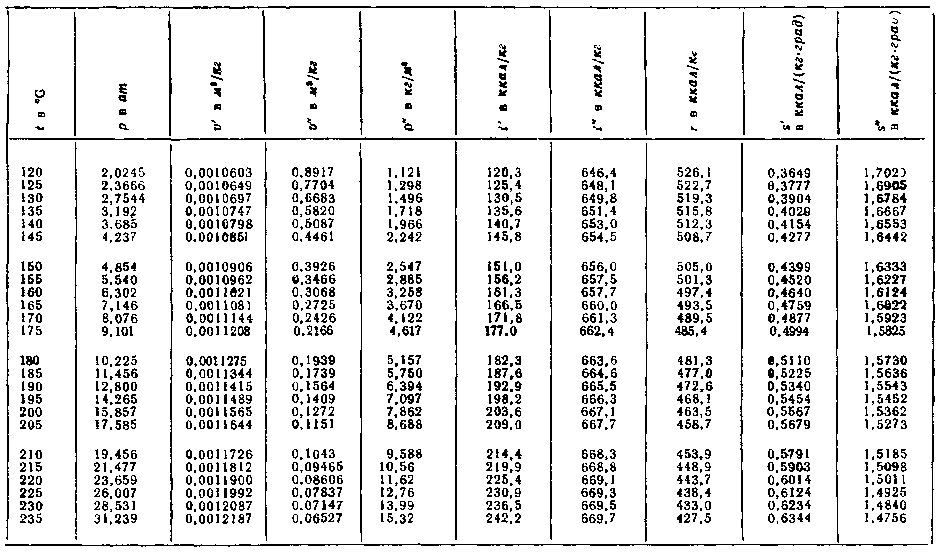 t в °C p в ат υ′ в м³/кг υ″ в м³/кг ρ″ в кг/м³ i′ в ккал/кг i″ в ккал/кг r в ккал/кг s′ в ккал/(кг·град) s″ в ккал/(кг·град)
120 2,0245 0,0010603 0,8917 1,121 120,3 646,4 526,1 0,3649 1,7020
125 2,3666 0,0010649 0,7704 1,298 125,4 648,1 522,7 0,3777 1,6905
130 2,7544 0,0010697 0,6683 1,496 130,5 649,8 519,3 0,3904 1,6784
135 3,192 0,0010747 0,5820 1,718 135,6 651,4 515,8 0,4029 1,6667
140 3,685 0,0010798 0,5087 1,966 140,7 653,0 512,3 0,4154 1,6553
145 4,237 0,0010851 0,4461 2,242 145,8 654,5 508,7 0,4277 1,6442
150 4,854 0,0010906 0,3926 2,547 151,0 656,0 505,0 0,4399 1,6333
155 5,540 0,0010962 0,3466 2,885 156,2 657,5 501,3 0,4520 1,6227
160 6,302 0,0011021 0,3068 3,258 161,3 657,7 497,4 0,4640 1,6124
165 7,146 0,0011081 0,2725 3,670 166,5 660,0 493,5 0,4759 1,6022
170 8,076 0,0011144 0,2426 4,122 171,8 661,3 489,5 0,4877 1,5923
175 9,101 0,0011208 0,2166 4,617 177,0 662,4 485,4 0,4994 1,5825
180 10,225 0,0011275 0,1939 5,157 182,3 663,6 481,3 0,5110 1,5730
185 11,456 0,0011344 0,1739 5,750 187,6 664,6 477,0 0,5225 1,5636
190 12,800 0,0011415 0,1564 6,394 192,9 665,5 472,6 0,5340 1,5543
195 14,265 0,0011489 0,1409 7,097 198,2 666,3 468,1 0,5454 1,5452
200 15,857 0,0011565 0,1272 7,862 203,6 667,1 463,5 0,5567 1,5362
205 17,585 0,0011644 0,1151 8,688 209,0 667,7 458,7 0,5679 1,5273
210 19,456 0,0011726 0,1043 9,588 214,4 668,3 453,9 0,5791 1,5185
215 21,477 0,0011812 0,09465 10,56 219,9 668,8 448,9 0,5903 1,5098
220 23,659 0,0011900 0,08606 11,62 225,4 669,1 443,7 0,6014 1,5011
225 26,007 0,0011992 0,07837 12,76 230,9 669,3 438,4 0,6124 1,4925
230 28,531 0,0012087 0,07147 13,99 236,5 669,5 433,0 0,6234 1,4840
235 31,239 0,0012187 0,06527 15,32 242,2 669,7 427,5 0,6344 1,4756